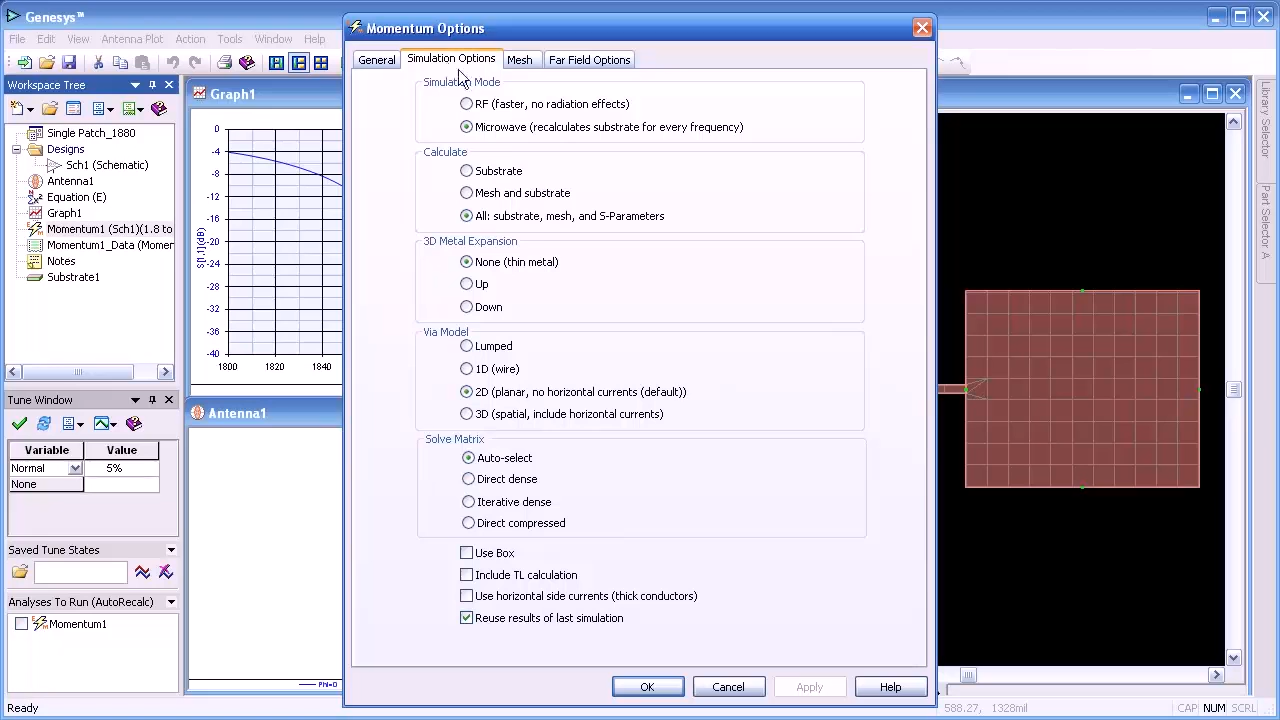 Genesys™
File Edit View Antenna Plot Action Tools Window Help
Workspace Tree
Single Patch_1880
Designs
Sch1 (Schematic)
Antenna1
Equation (E)
Graph1
Momentum1 (Sch1)(1.8 to
Momentum1_Data (Momen
Notes
Substrate1
Tune Window
Variable Value
Normal 5%
None
Saved Tune States
Analyses To Run (AutoRecalc)
Momentum1
Ready
Graph1
0
-4
-8
-12
-16
-20
-24
-28
-32
-36
-40
1800 1820 1840
Antenna1
Momentum Options
General Simulation Options Mesh Far Field Options
Simulation Mode
RF (faster, no radiation effects)
Microwave (recalculates substrate for every frequency)
Calculate
Substrate
Mesh and substrate
All: substrate, mesh, and S-Parameters
3D Metal Expansion
None (thin metal)
Up
Down
Via Model
Lumped
1D (wire)
2D (planar, no horizontal currents (default))
3D (spatial, include horizontal currents)
Solve Matrix
Auto-select
Direct dense
Iterative dense
Direct compressed
Use Box
Include TL calculation
Use horizontal side currents (thick conductors)
Reuse results of last simulation
OK Cancel Apply Help
Library Selector
Part Selector A
588.27, 1328mil CAP NUM SCRL